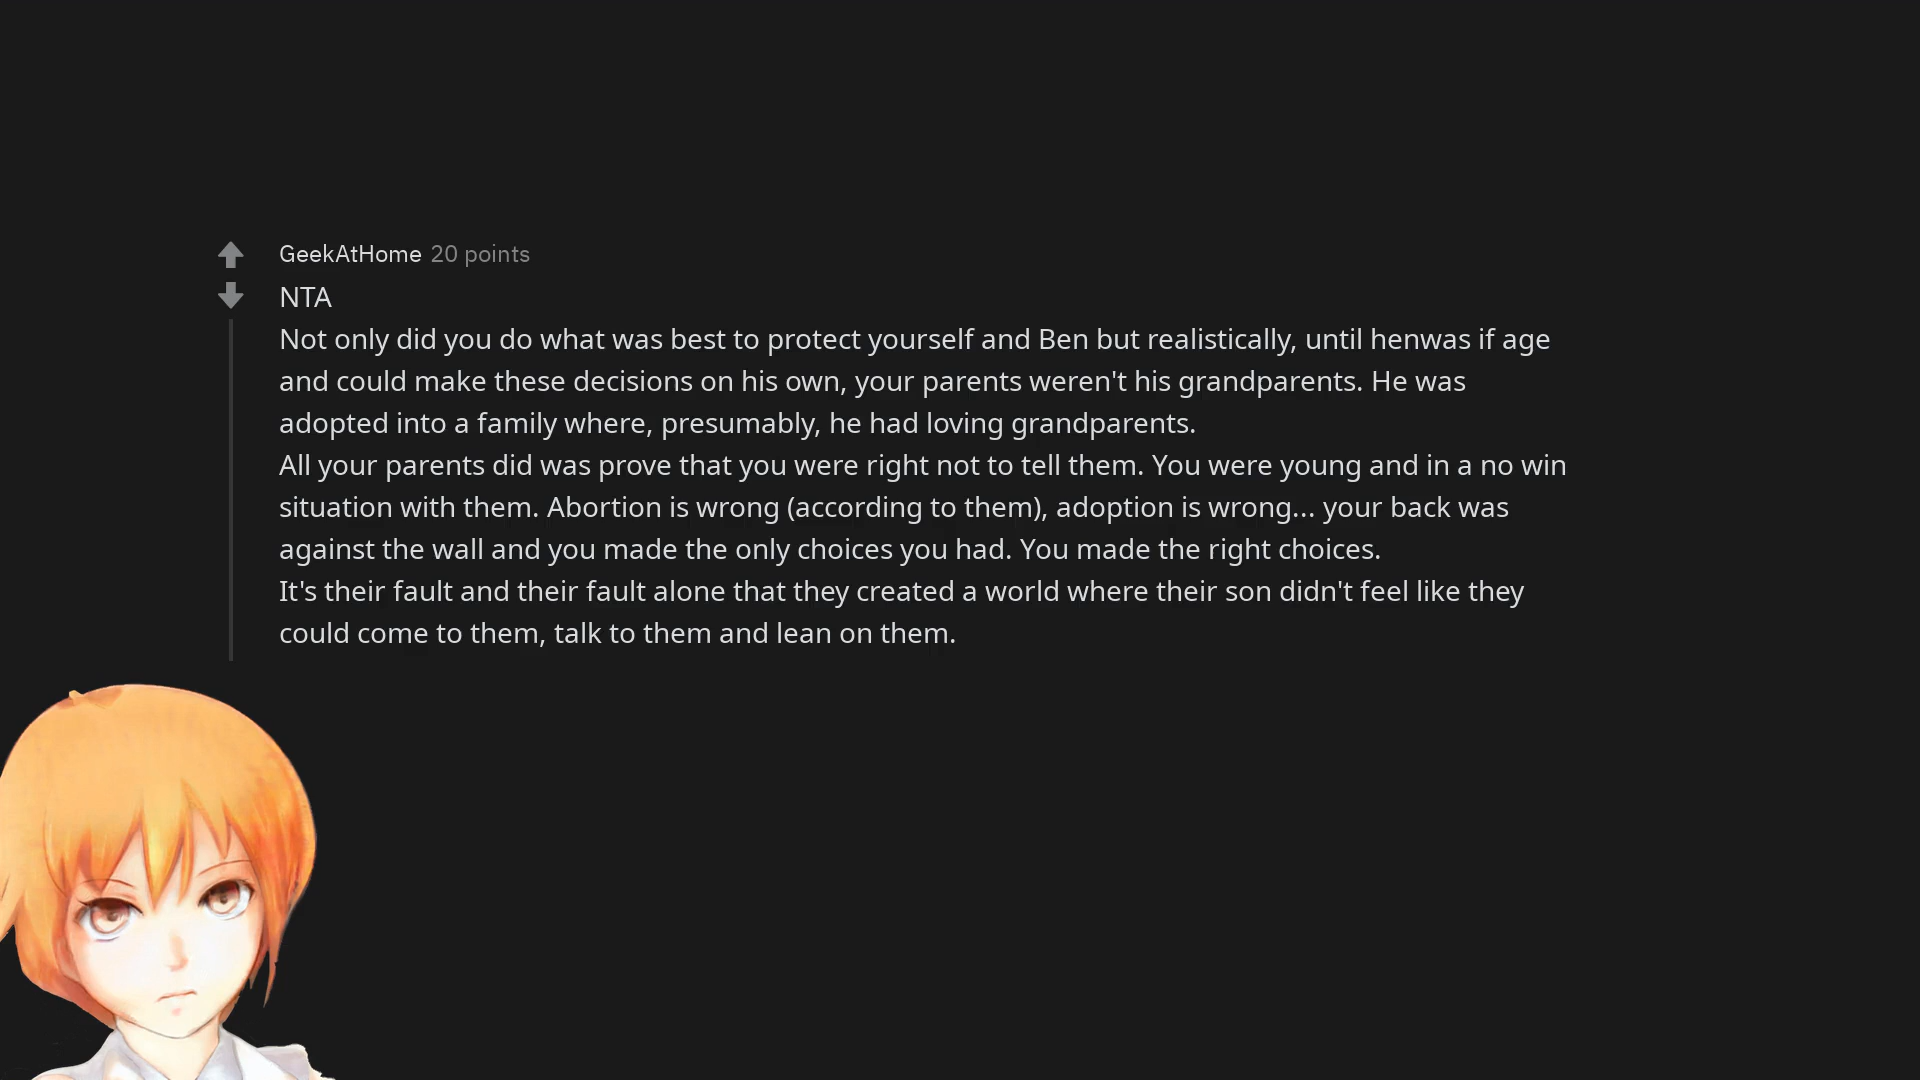 GeekAtHome 20 points
NTA
Not only did you do what was best to protect yourself and Ben but realistically, until henwas if age
and could make these decisions on his own, your parents weren't his grandparents. He was
adopted into a family where, presumably, he had loving grandparents.
All your parents did was prove that you were right not to tell them. You were young and in a no win
situation with them. Abortion is wrong (according to them), adoption is wrong... your back was
against the wall and you made the only choices you had. You made the right choices.
It's their fault and their fault alone that they created a world where their son didn't feel like they
could come to them, talk to them and lean on them.